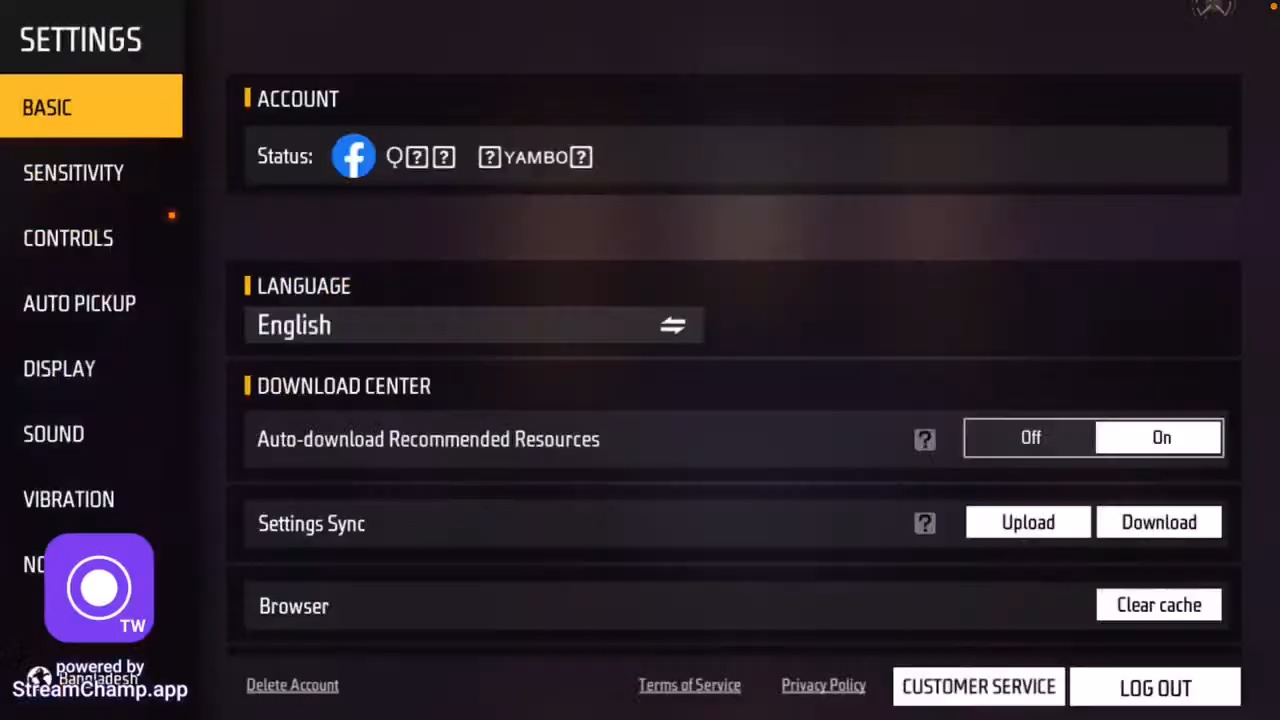 SETTINGS
BASIC
SENSITIVITY
CONTROLS
AUTO PICKUP
DISPLAY
SOUND
VIBRATION
TW
powered by
Bangladesh
StreamChamp.app
ACCOUNT
Status: YAMBO
LANGUAGE
English
DOWNLOAD CENTER
Auto-download Recommended Resources ? Off On
Settings Sync ? Upload Download
Browser Clear cache
Delete Account Terms of Service Privacy Policy CUSTOMER SERVICE LOG OUT